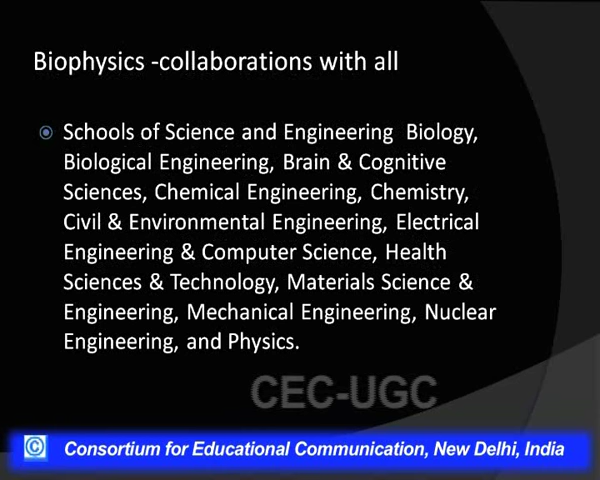 Biophysics -collaborations with all
Schools of Science and Engineering Biology,
Biological Engineering, Brain & Cognitive
Sciences, Chemical Engineering, Chemistry,
Civil & Environmental Engineering, Electrical
Engineering & Computer Science, Health
Sciences & Technology, Materials Science &
Engineering, Mechanical Engineering, Nuclear
Engineering, and Physics.
CEC-UGC
© Consortium for Educational Communication, New Delhi, India